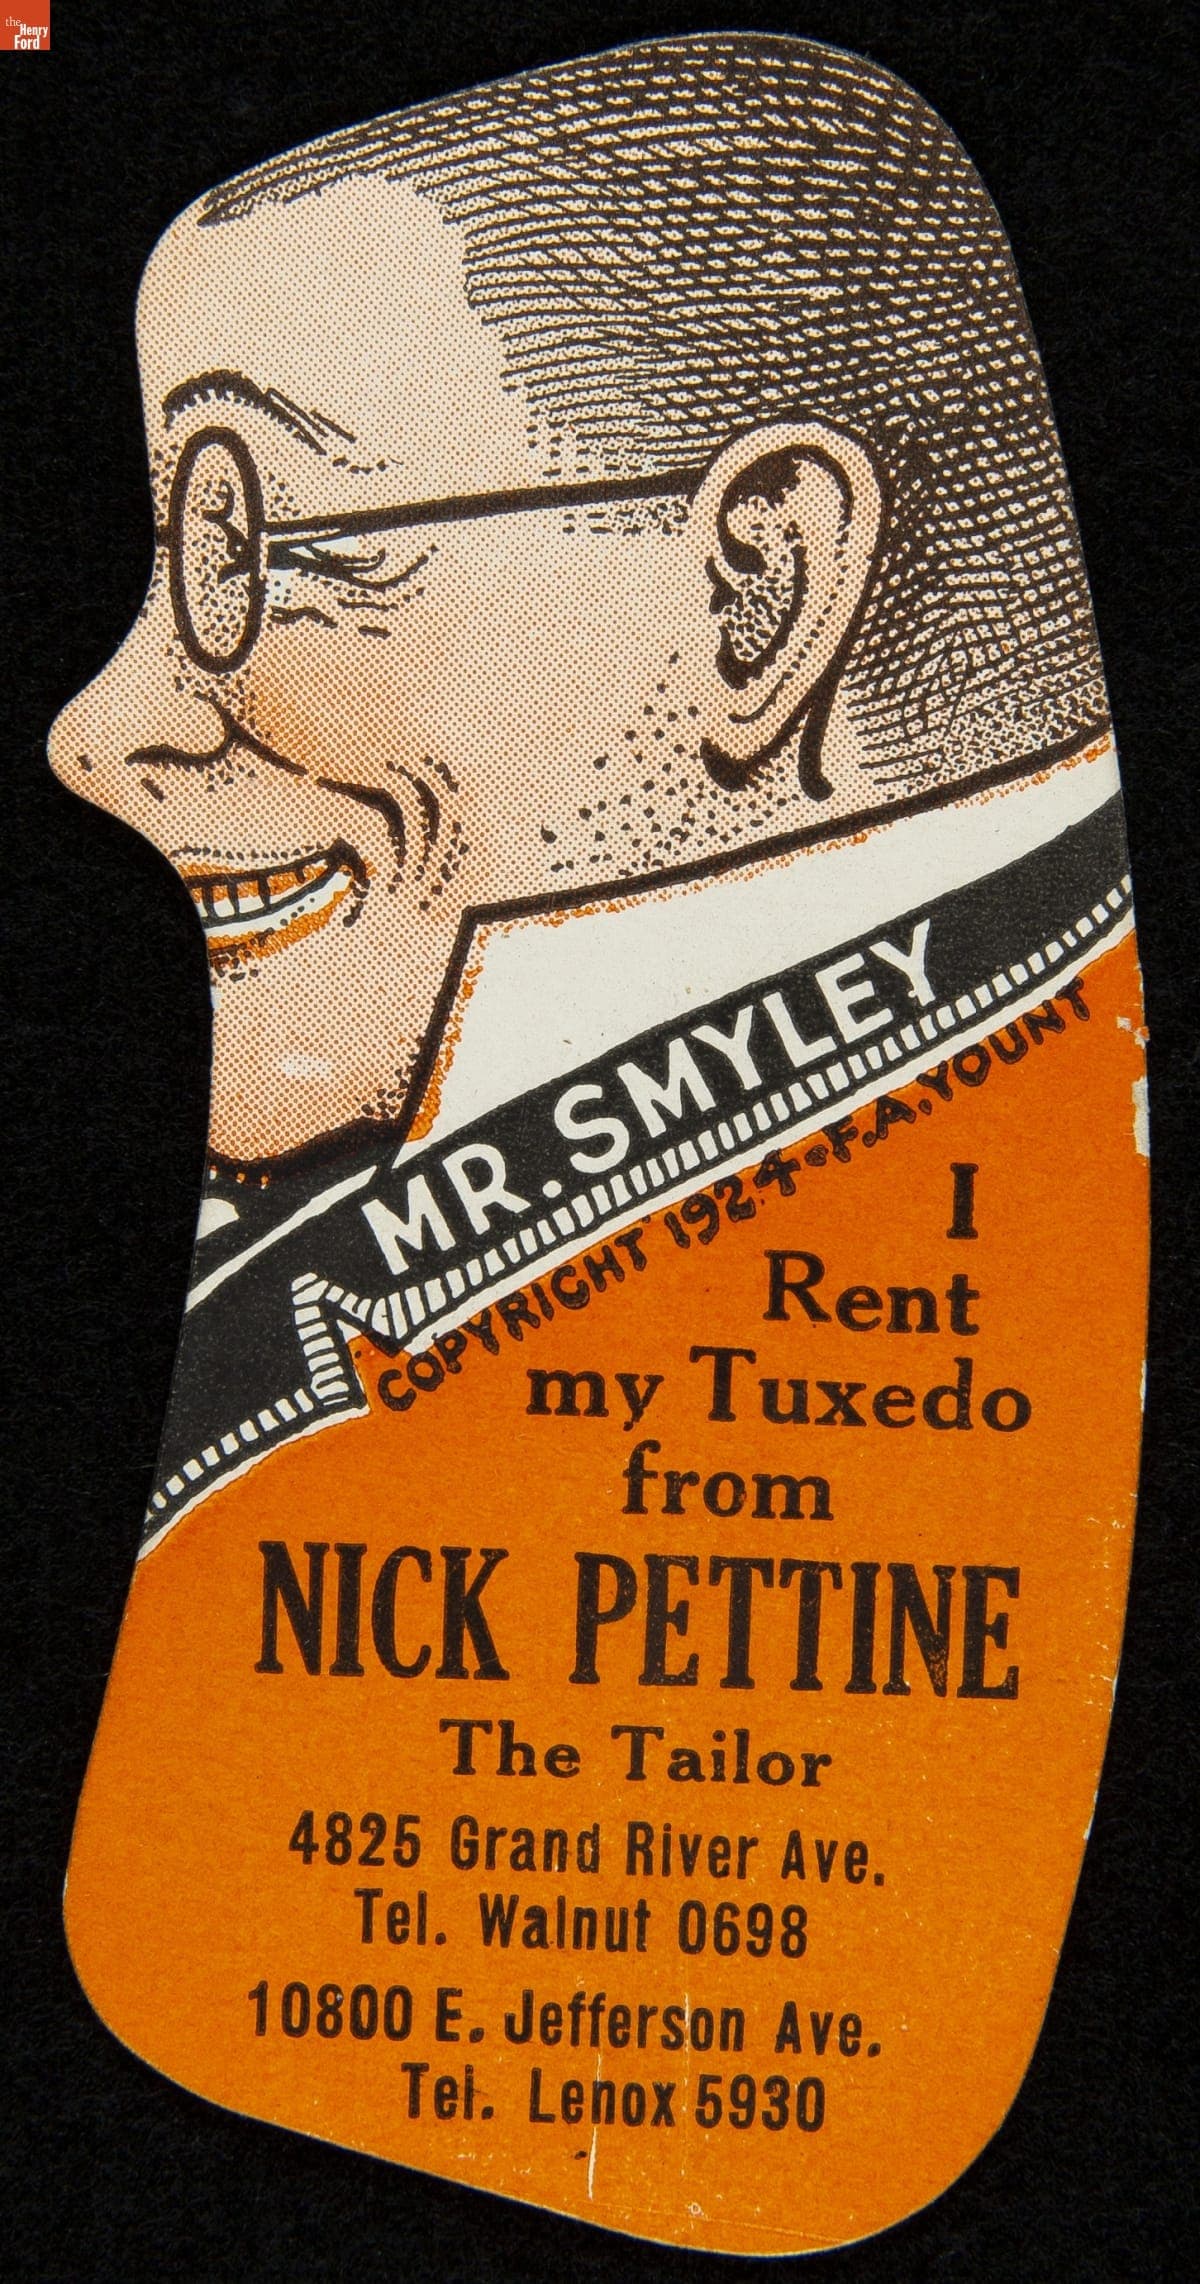 the
Henry
Ford
MR. SMYLEY
COPYRIGHT 1924-F.A.YOUNT
I
Rent
my Tuxedo
from
NICK PETTINE
The Tailor
4825 Grand River Ave.
Tel. Walnut 0698
10800 E. Jefferson Ave.
Tel. Lenox 5930